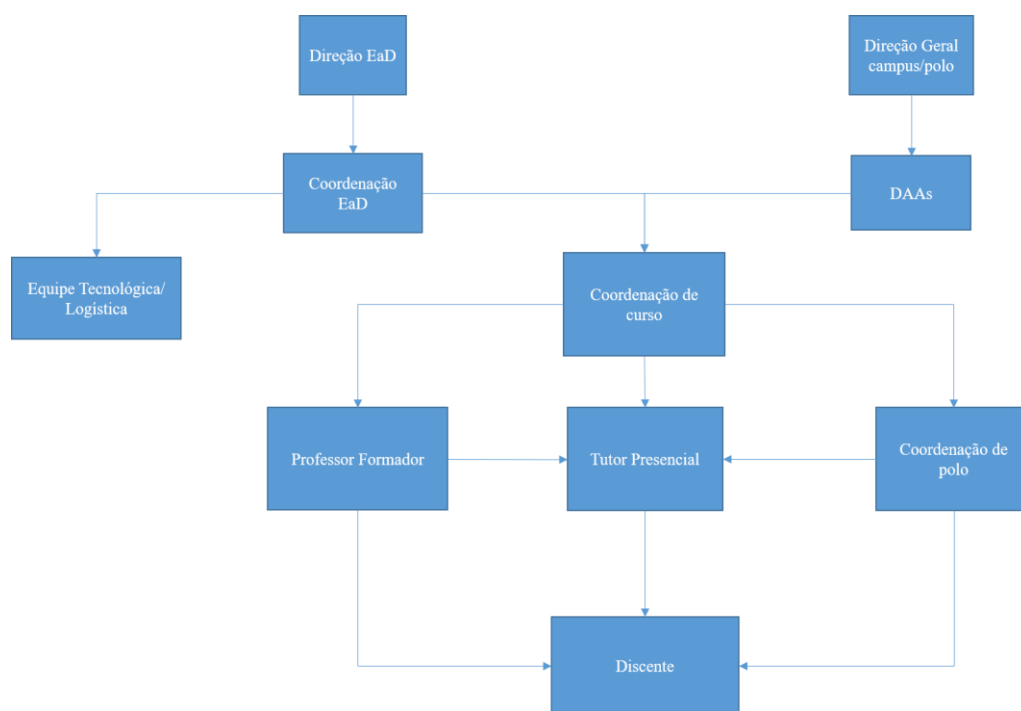 Direção EaD
Direção Geral
campus/polo
Coordenação
EaD
DAAs
Equipe Tecnológica/
Logística
Coordenação de
curso
Professor Formador
Tutor Presencial
Coordenação de
polo
Discente